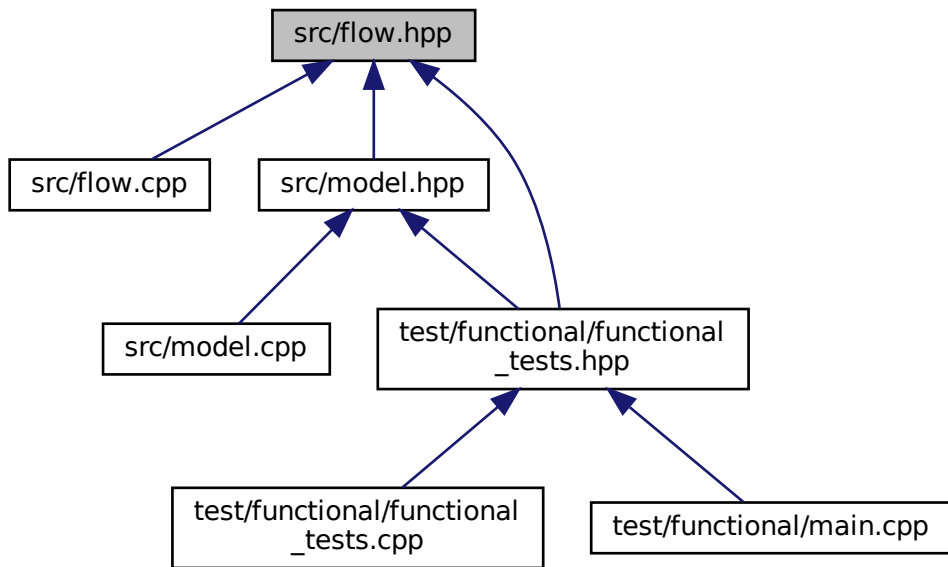 src/flow.hpp
src/flow.cpp
src/model.hpp
src/model.cpp
test/functional/functional
_tests.hpp
test/functional/functional
_tests.cpp
test/functional/main.cpp